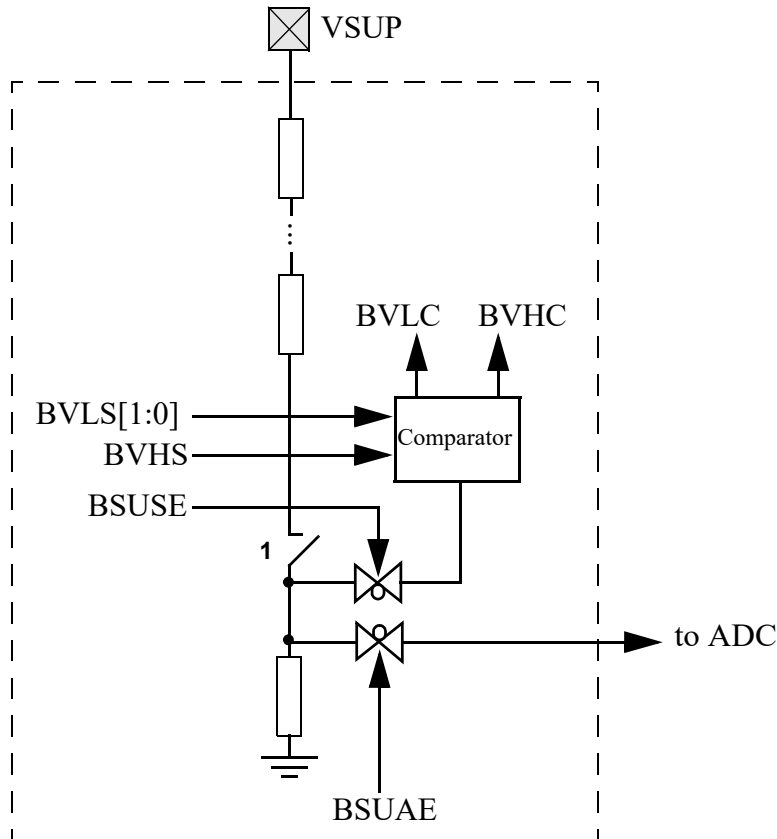 VSUP
BVLC BVHC
BVLS[1:0]
Comparator
BVHS
BSUSE
1
to ADC
BSUAE